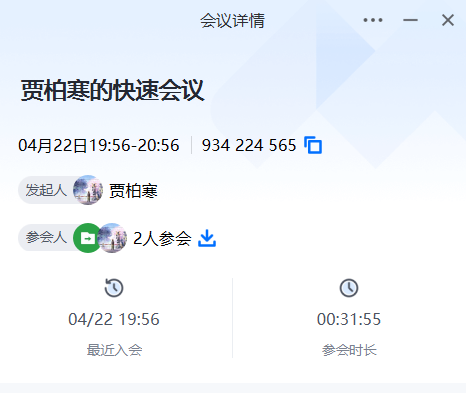 会议详情
贾柏寒的快速会议
04月22日19:56-20:56 934 224 565
发起人 贾柏寒
参会人 2人参会
04/22 19:56 00:31:55
最近入会 参会时长